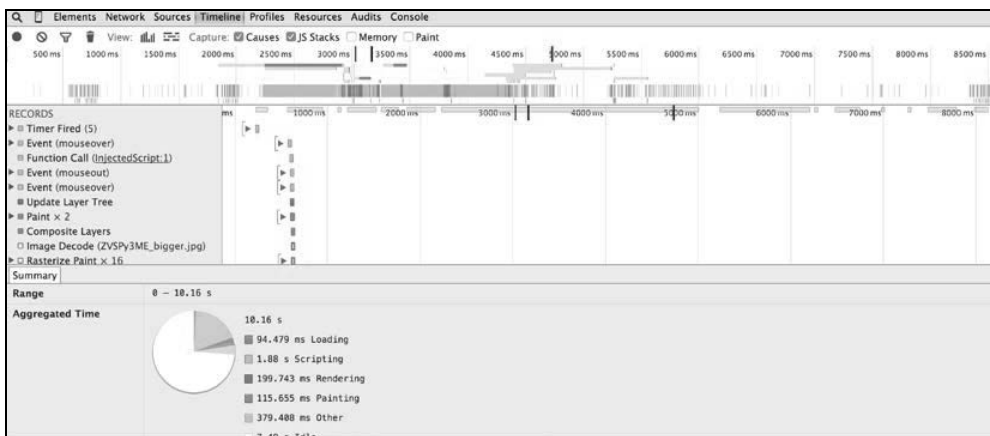 Elements Network Sources Timeline Profiles Resources Audits Console
View: Capture: Causes JS Stacks Memory Paint
500 ms 1000 ms 1500 ms 2000 ms 2500 ms 3000 ms 3500 ms 4000 ms 4500 ms 5000 ms 5500 ms 6000 ms 6500 ms 7000 ms 7500 ms 8000 ms 8500 ms
RECORDS ms 1000 ms 2000 ms 3000 ms 4000 ms 5000 ms 6000 ms 7000 ms 8000 ms
Timer Fired (5)
Event (mouseover)
Function Call (InjectedScript:1)
Event (mouseout)
Event (mouseover)
Update Layer Tree
Paint × 2
Composite Layers
Image Decode (ZVSPy3ME_bigger.jpg)
Rasterize Paint × 16
Summary
Range 0 – 10.16 s
Aggregated Time
10.16 s
94.479 ms Loading
1.88 s Scripting
199.743 ms Rendering
115.655 ms Painting
379.408 ms Other